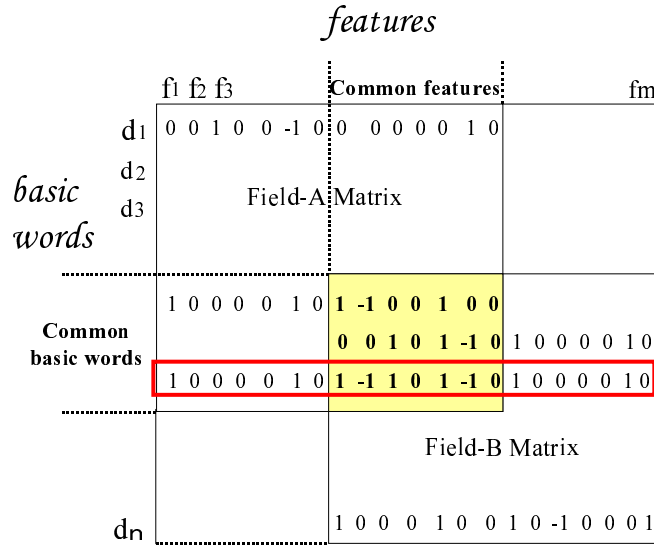 features
f1 f2 f3 Common features fm
d1 0 0 1 0 0 -1 0 0 0 0 0 0 1 0
d2
basic
words
d3
Field-A Matrix
1 0 0 0 0 1 0 1 -1 0 0 1 0 0
Common
basic words
0 0 1 0 1 -1 0 1 0 0 0 0 1 0
1 0 0 0 0 1 0 1 -1 1 0 1 -1 0 1 0 0 0 0 1 0
Field-B Matrix
dn 1 0 0 0 1 0 0 1 0 -1 0 0 0 1